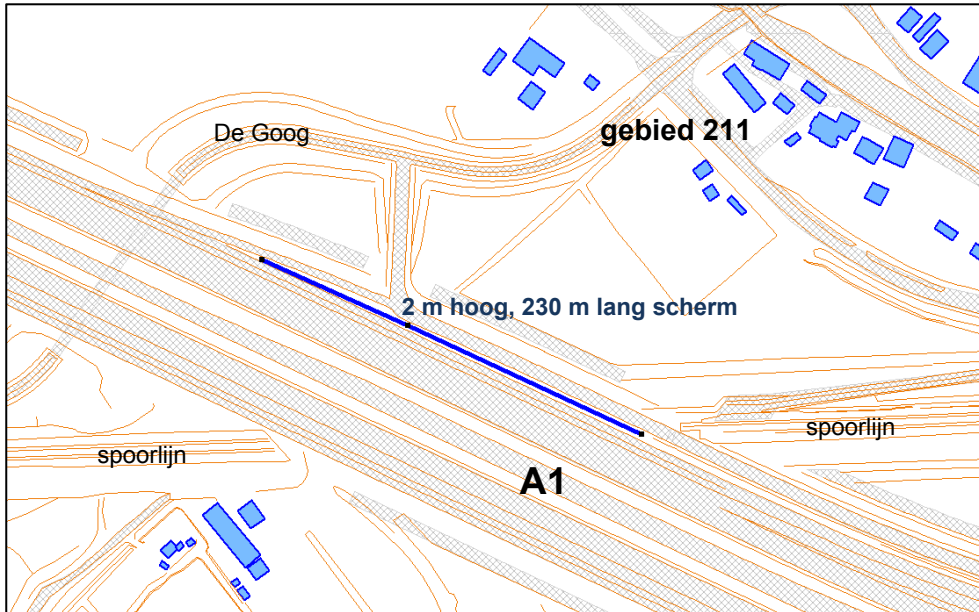 De Goog
gebied 211
2 m hoog, 230 m lang scherm
spoorlijn
spoorlijn
A1